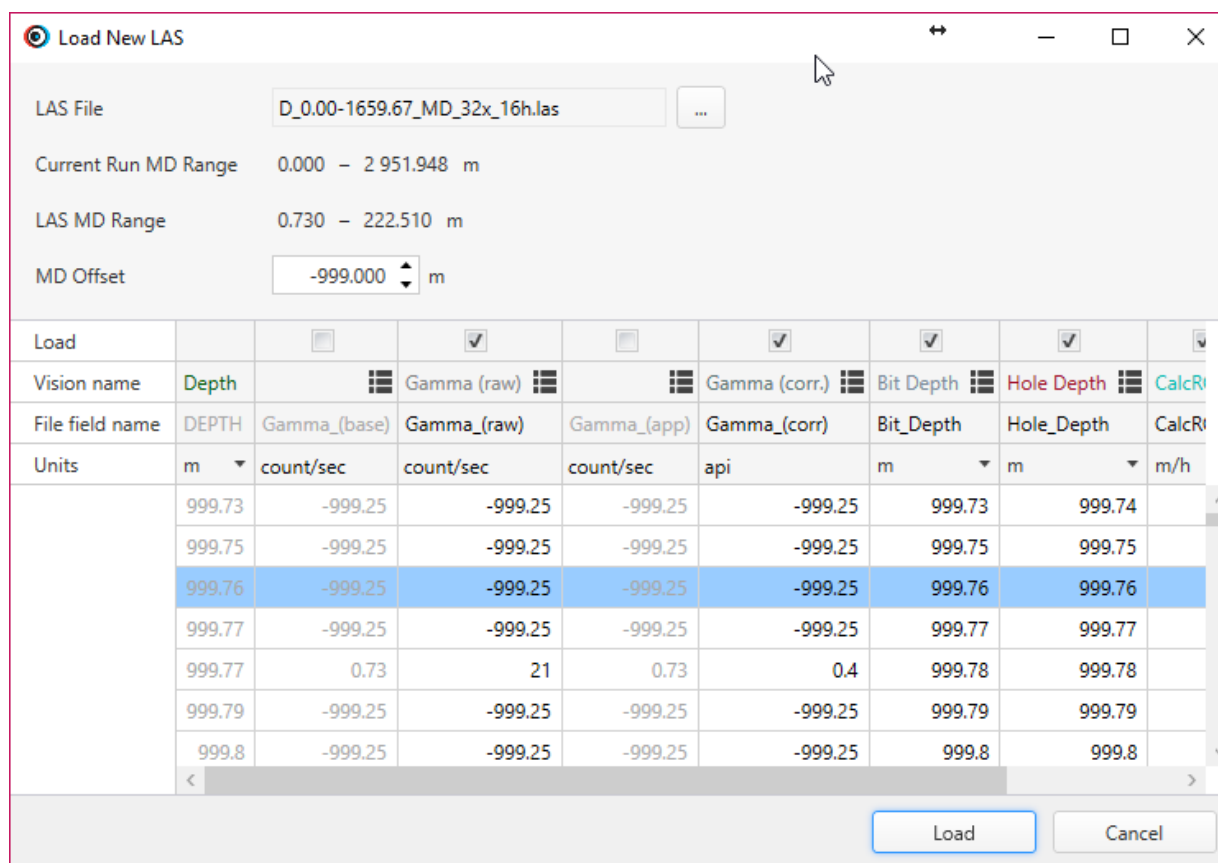 Load New LAS
LAS File D_0.00-1659.67_MD_32x_16h.las ...
Current Run MD Range 0.000 – 2 951.948 m
LAS MD Range 0.730 – 222.510 m
MD Offset -999.000 m
Load
Vision name Depth Gamma (raw) Gamma (corr.) Bit Depth Hole Depth CalcR
File field name DEPTH Gamma_(base) Gamma_(raw) Gamma_(app) Gamma_(corr) Bit_Depth Hole_Depth CalcR
Units m count/sec count/sec count/sec api m m m/h
999.73 -999.25 -999.25 -999.25 -999.25 999.73 999.74
999.75 -999.25 -999.25 -999.25 -999.25 999.75 999.75
999.76 -999.25 -999.25 -999.25 -999.25 999.76 999.76
999.77 -999.25 -999.25 -999.25 -999.25 999.77 999.77
999.77 0.73 21 0.73 0.4 999.78 999.78
999.79 -999.25 -999.25 -999.25 -999.25 999.79 999.79
999.8 -999.25 -999.25 -999.25 -999.25 999.8 999.8
Load Cancel